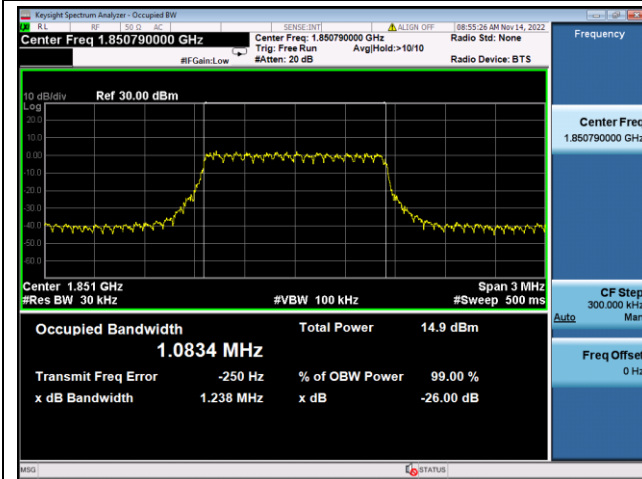 Keysight Spectrum Analyzer - Occupied BW
RL RF 50 Ω AC SENSE:INT ALIGN OFF 08:55:26 AM Nov 14, 2022
Center Freq 1.850790000 GHz
Center Freq: 1.850790000 GHz Radio Std: None
Trig: Free Run Avg|Hold:>10/10
#IFGain:Low #Atten: 20 dB Radio Device: BTS
10 dB/div Ref 30.00 dBm
Log
20.0
10.0
0.00
-10.0
-20.0
-30.0
-40.0
-50.0
-60.0
Center 1.851 GHz Span 3 MHz
#Res BW 30 kHz #VBW 100 kHz #Sweep 500 ms
Occupied Bandwidth Total Power 14.9 dBm
1.0834 MHz
Transmit Freq Error -250 Hz % of OBW Power 99.00 %
x dB Bandwidth 1.238 MHz x dB -26.00 dB
MSG STATUS
Frequency
Center Freq
1.850790000 GHz
CF Step
300.000 kHz
Auto Man
Freq Offset
0 Hz